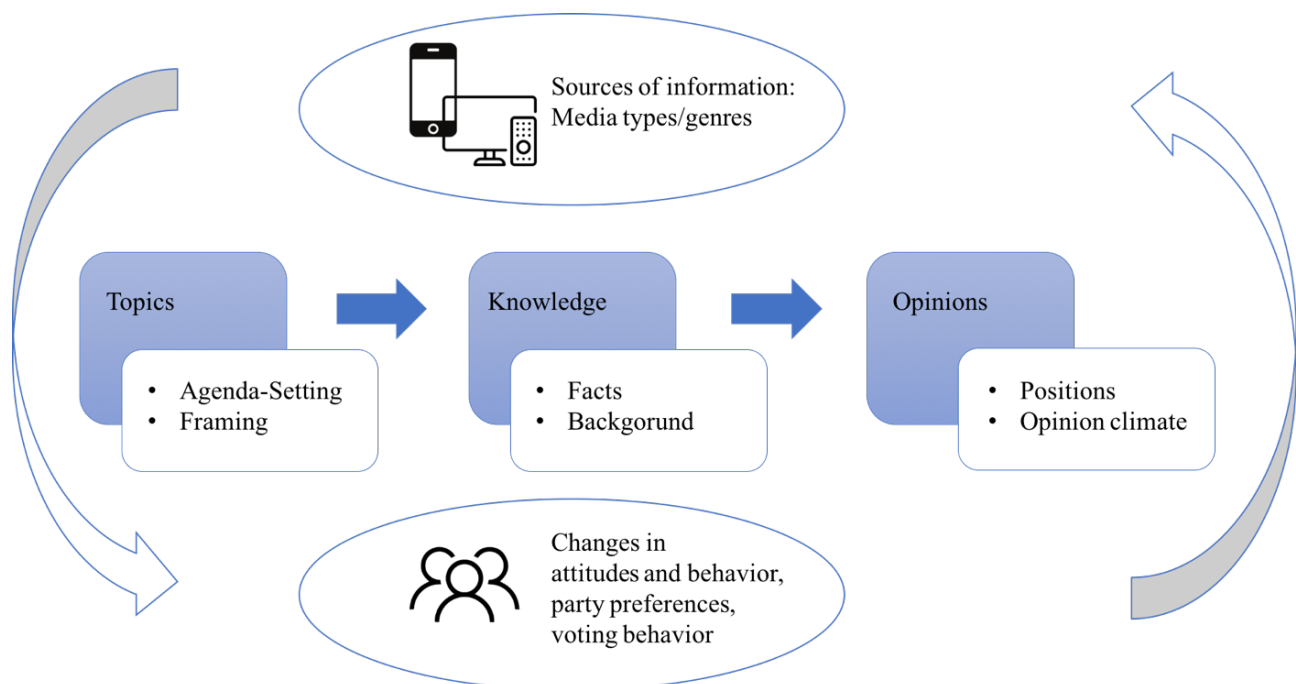 Sources of information:
Media types/genres
Topics
• Agenda-Setting
• Framing
Knowledge
• Facts
• Backgorund
Opinions
• Positions
• Opinion climate
Changes in
attitudes and behavior,
party preferences,
voting behavior